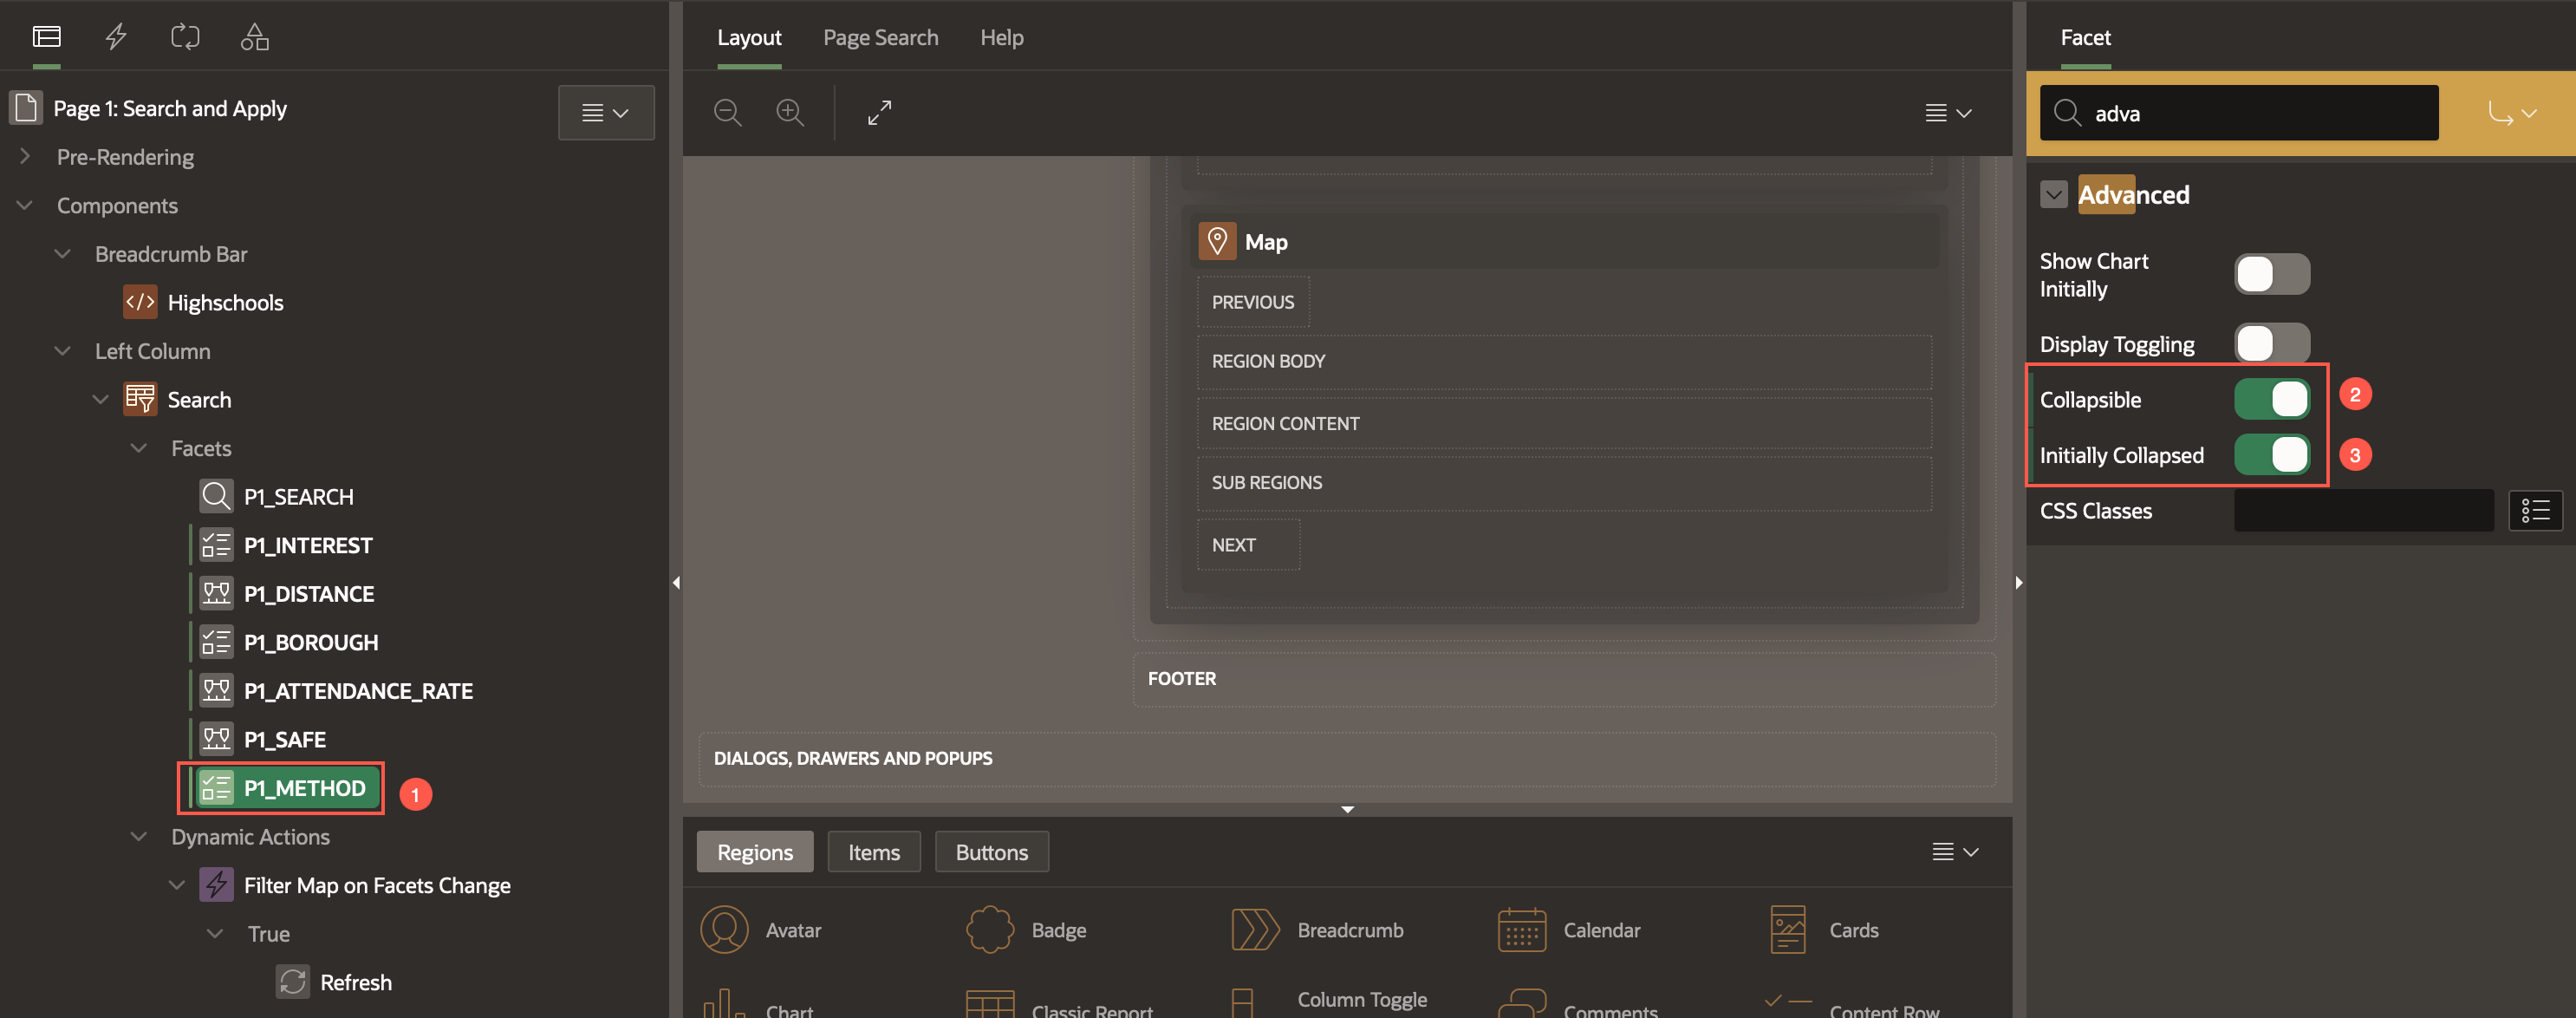 Page 1: Search and Apply
Pre-Rendering
Components
Breadcrumb Bar
Highschools
Left Column
Search
Facets
P1_SEARCH
P1_INTEREST
P1_DISTANCE
P1_BOROUGH
P1_ATTENDANCE_RATE
P1_SAFE
P1_METHOD
1
Dynamic Actions
Filter Map on Facets Change
True
Refresh
Layout
Page Search
Help
Map
PREVIOUS
REGION BODY
REGION CONTENT
SUB REGIONS
NEXT
FOOTER
DIALOGS, DRAWERS AND POPUPS
Regions
Items
Buttons
Avatar
Badge
Breadcrumb
Calendar
Cards
Chart
Classic Report
Column Toggle
Comments
Content Row
Facet
adva
Advanced
Show Chart
Initially
Display Toggling
Collapsible
2
Initially Collapsed
3
CSS Classes